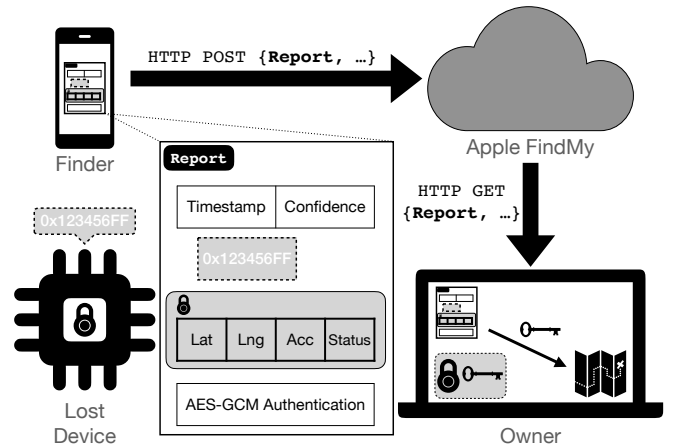 HTTP POST {Report, …}
Finder
Apple FindMy
Report
HTTP GET
{Report, …}
Timestamp
Confidence
0x123456FF
0x123456FF
Lat
Lng
Acc
Status
AES-GCM Authentication
Lost
Device
Owner